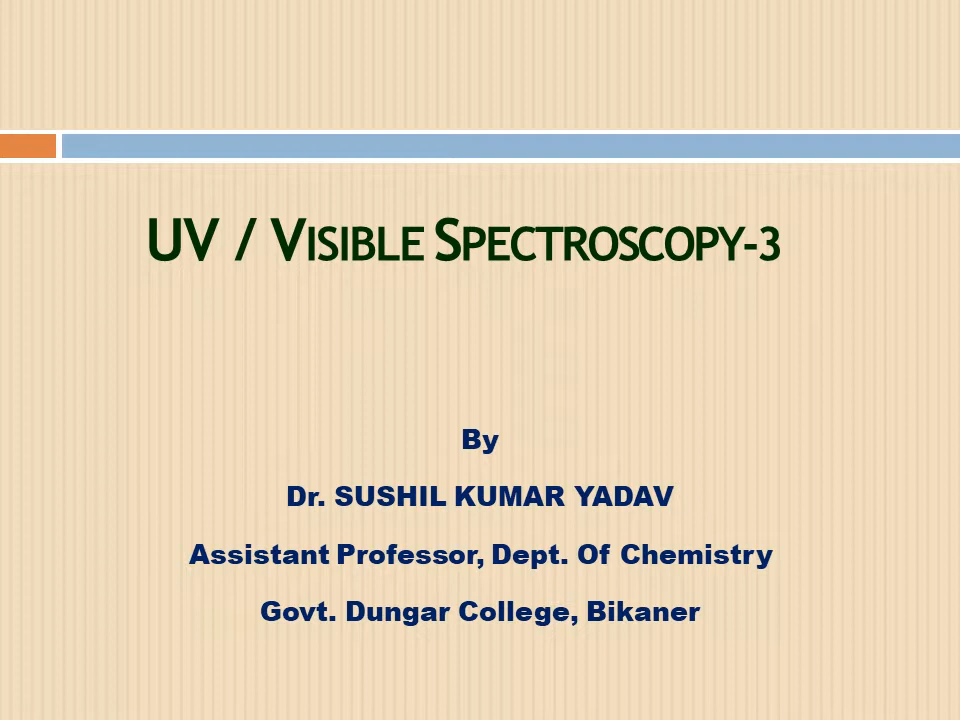 UV / VISIBLE SPECTROSCOPY-3
By
Dr. SUSHIL KUMAR YADAV
Assistant Professor, Dept. Of Chemistry
Govt. Dungar College, Bikaner